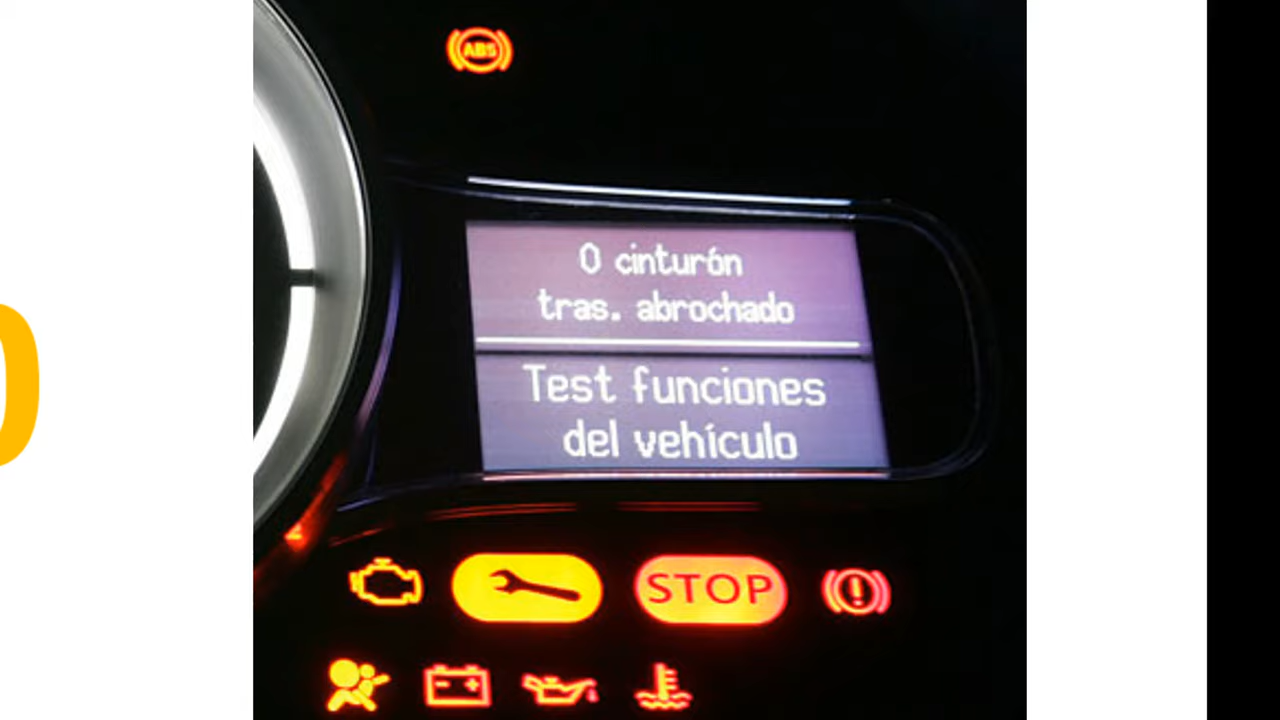 ABS
0 cinturón
tras. abrochado
Test funciones
del vehículo
STOP